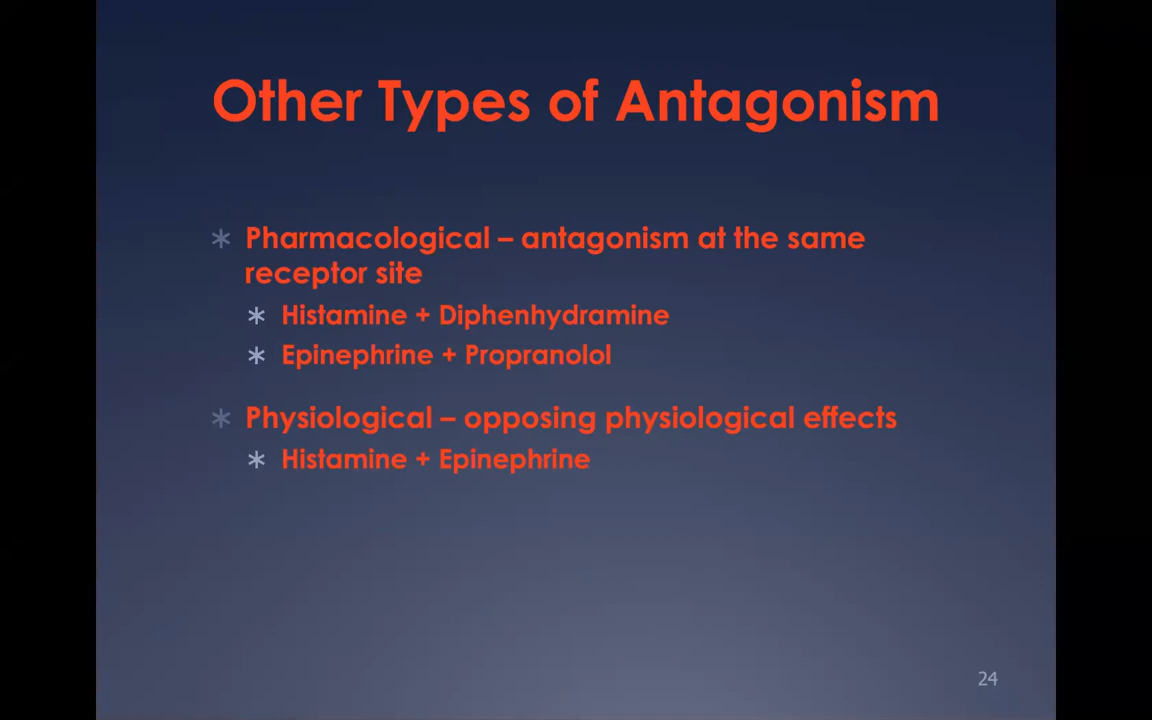 Other Types of Antagonism
Pharmacological – antagonism at the same
receptor site
Histamine + Diphenhydramine
Epinephrine + Propranolol
Physiological – opposing physiological effects
Histamine + Epinephrine
24